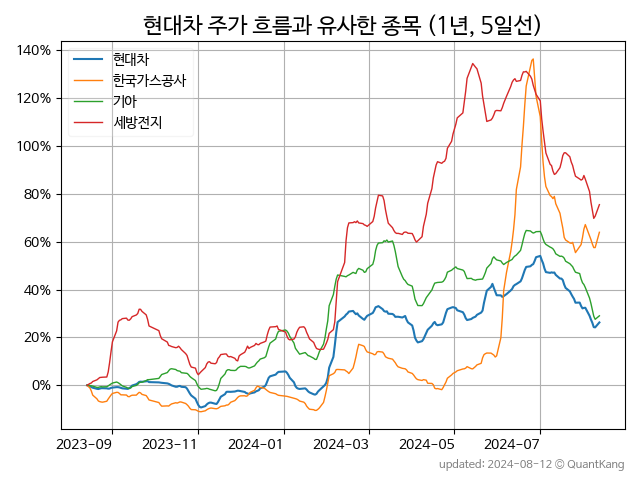 현대차 주가 흐름과 유사한 종목 (1년, 5일선)
140%
120%
100%
80%
60%
40%
20%
0%
현대차
한국가스공사
기아
세방전지
2023-09 2023-11 2024-01 2024-03 2024-05 2024-07
updated: 2024-08-12 © QuantKang